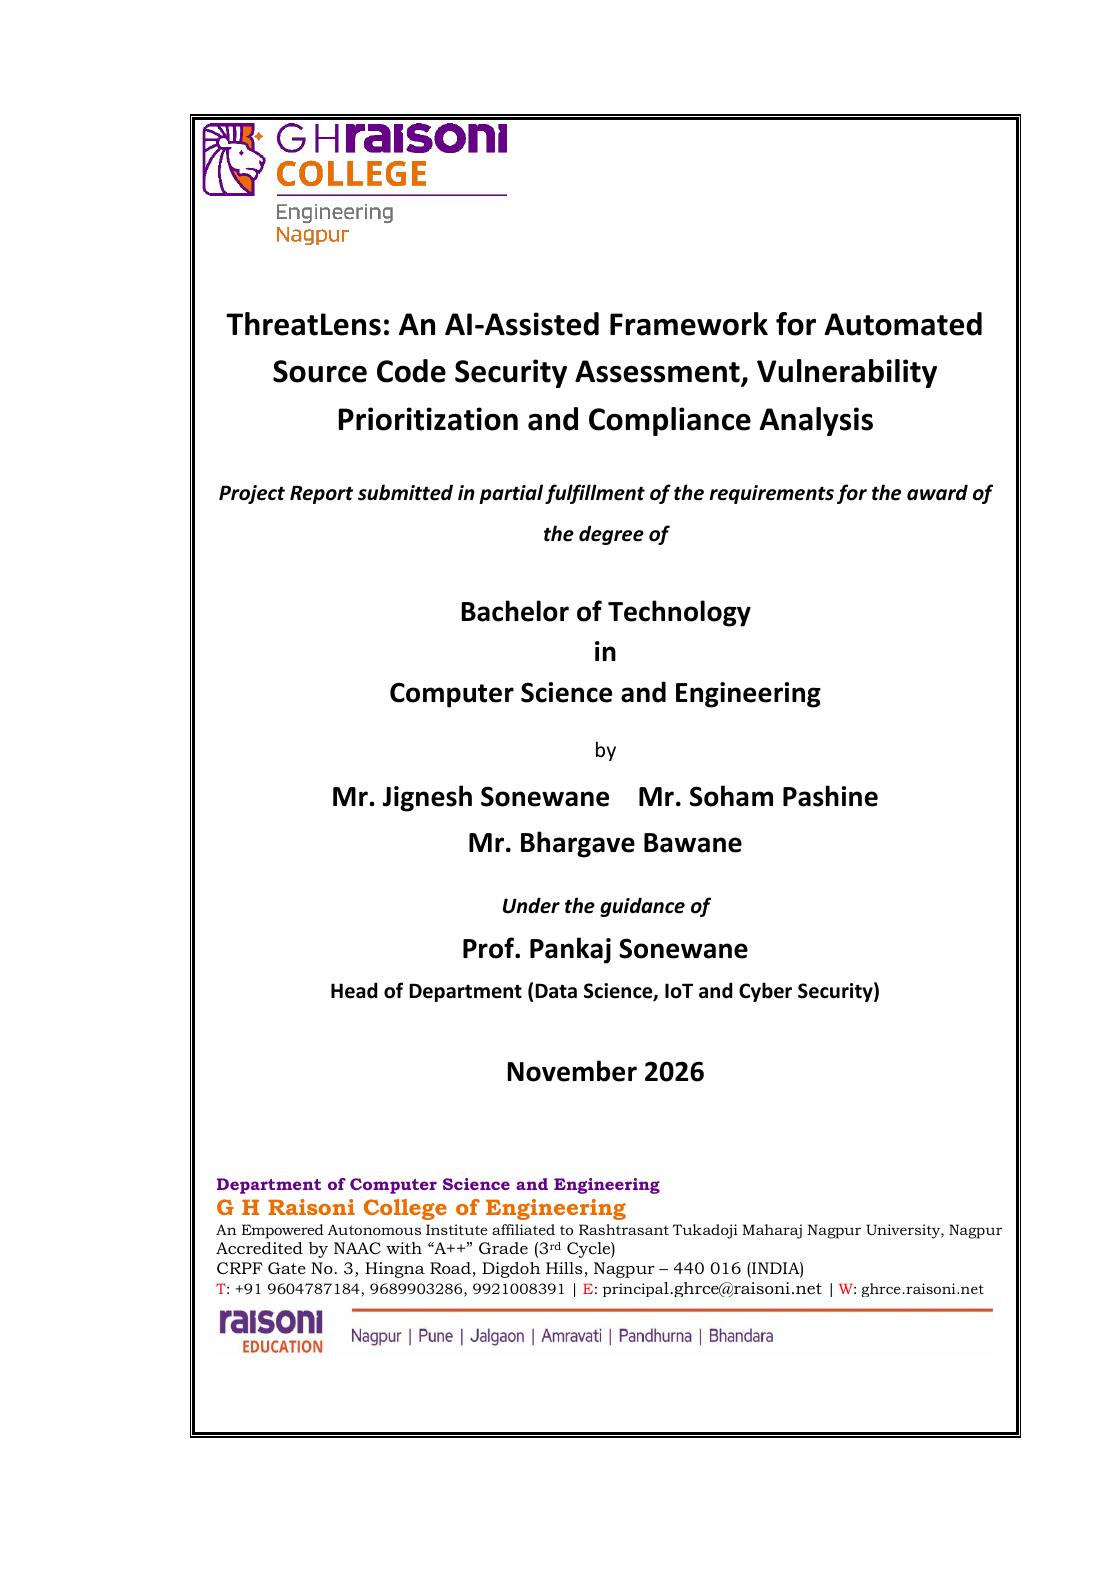 GHraisoni
COLLEGE
Engineering
Nagpur
ThreatLens: An AI-Assisted Framework for Automated
Source Code Security Assessment, Vulnerability
Prioritization and Compliance Analysis
Project Report submitted in partial fulfillment of the requirements for the award of
the degree of
Bachelor of Technology
in
Computer Science and Engineering
by
Mr. Jignesh Sonewane    Mr. Soham Pashine
Mr. Bhargave Bawane
Under the guidance of
Prof. Pankaj Sonewane
Head of Department (Data Science, IoT and Cyber Security)
November 2026
Department of Computer Science and Engineering
G H Raisoni College of Engineering
An Empowered Autonomous Institute affiliated to Rashtrasant Tukadoji Maharaj Nagpur University, Nagpur
Accredited by NAAC with “A++” Grade (3rd Cycle)
CRPF Gate No. 3, Hingna Road, Digdoh Hills, Nagpur – 440 016 (INDIA)
T: +91 9604787184, 9689903286, 9921008391 | E: principal.ghrce@raisoni.net | W: ghrce.raisoni.net
raisoni
EDUCATION
Nagpur | Pune | Jalgaon | Amravati | Pandhurna | Bhandara